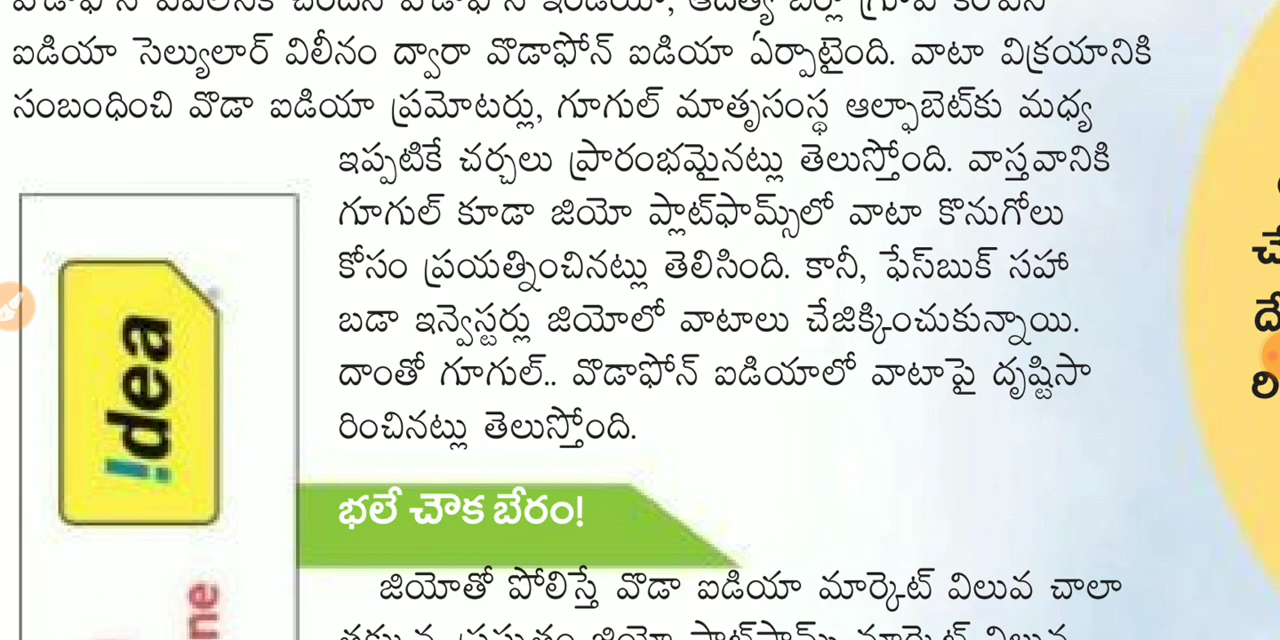 ఐడియా సెల్యులార్ విలీనం ద్వారా వొడాఫోన్ ఐడియా ఏర్పాటైంది. వాటా విక్రయానికి
సంబంధించి వొడా ఐడియా ప్రమోటర్లు, గూగుల్ మాతృసంస్థ ఆల్ఫాబెట్‌కు మధ్య
ఇప్పటికే చర్చలు ప్రారంభమైనట్లు తెలుస్తోంది. వాస్తవానికి
గూగుల్ కూడా జియో ప్లాట్‌ఫామ్స్‌లో వాటా కొనుగోలు
కోసం ప్రయత్నించినట్లు తెలిసింది. కానీ, ఫేస్‌బుక్ సహా
బడా ఇన్వెస్టర్లు జియోలో వాటాలు చేజిక్కించుకున్నాయి.
దాంతో గూగుల్.. వొడాఫోన్ ఐడియాలో వాటాపై దృష్టిసా
రించినట్లు తెలుస్తోంది.
!dea
భలే చౌక బేరం!
జియోతో పోలిస్తే వొడా ఐడియా మార్కెట్ విలువ చాలా